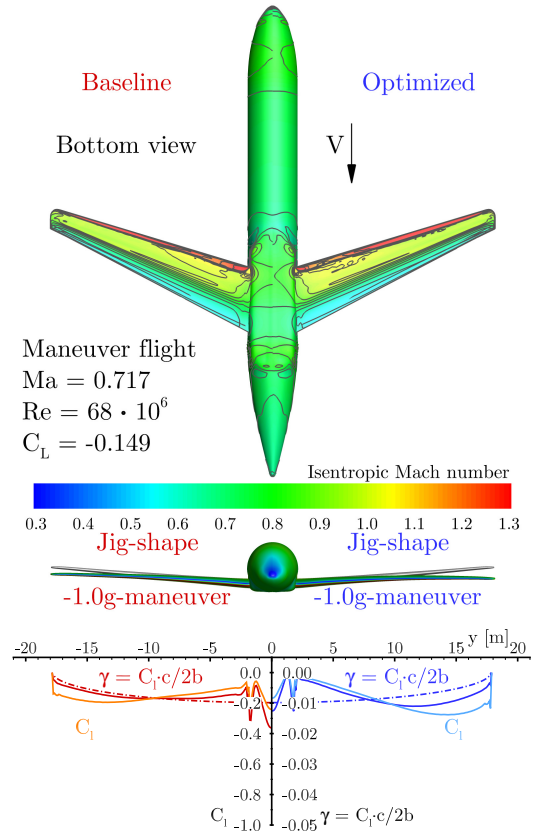 Baseline Optimized
Bottom view V
Maneuver flight
Ma = 0.717
Re = 68 · 10⁶
C_L = -0.149
Isentropic Mach number
0.3 0.4 0.5 0.6 0.7 0.8 0.9 1.0 1.1 1.2 1.3
Jig-shape Jig-shape
-1.0g-maneuver -1.0g-maneuver
y [m]
-20 -15 -10 -5 0 5 10 15 20
0.0 0.00
γ = C_l·c/2b γ = C_l·c/2b
-0.2 -0.01
C_l C_l
-0.4 -0.02
-0.6 -0.03
-0.8 -0.04
C_l -1.0 -0.05 γ = C_l·c/2b